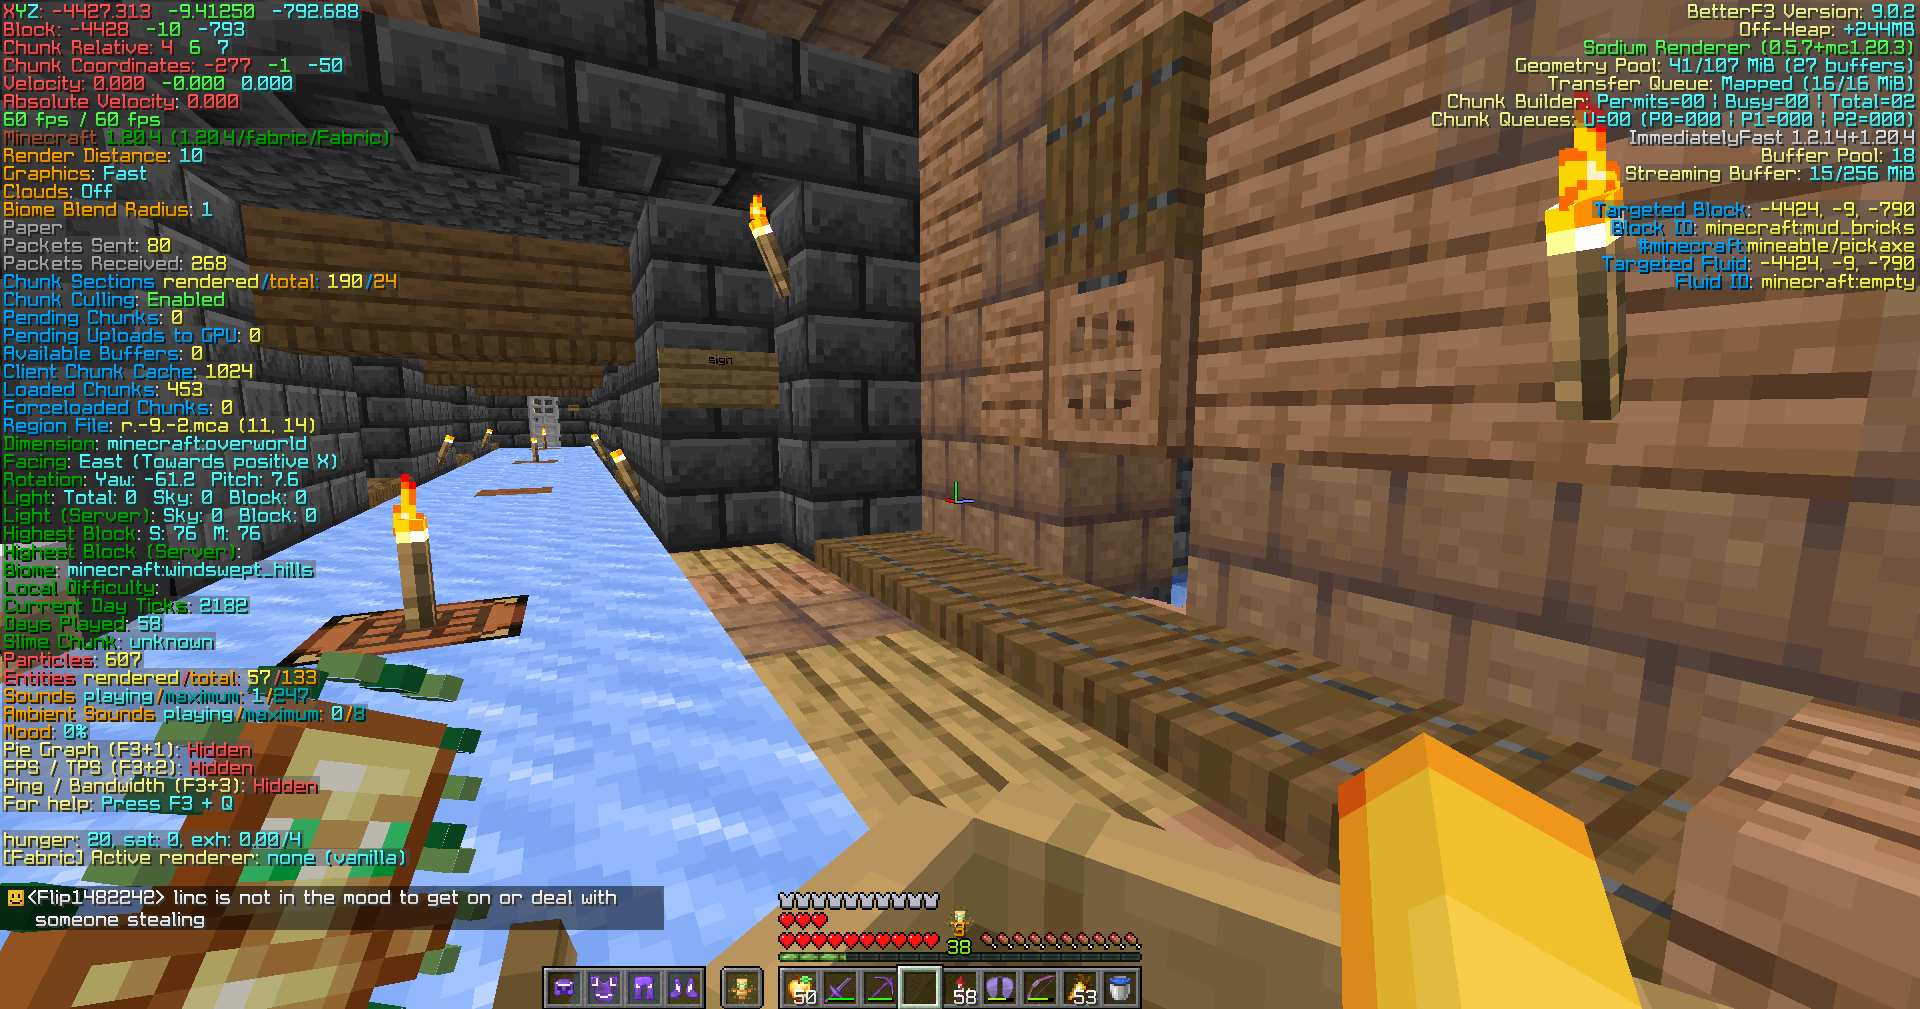 XYZ: -4427.313 -9.41250 -792.688
Block: -4428 -10 -793
Chunk Relative: 4 6 7
Chunk Coordinates: -277 -1 -50
Velocity: 0.000 -0.000 0.000
Absolute Velocity: 0.000
60 fps / 60 fps
Minecraft 1.20.4 (1.20.4/fabric/Fabric)
Render Distance: 10
Graphics: Fast
Clouds: Off
Biome Blend Radius: 1
Paper
Packets Sent: 80
Packets Received: 268
Chunk Sections rendered/total: 190/24
Chunk Culling: Enabled
Pending Chunks: 0
Pending Uploads to GPU: 0
Available Buffers: 0
Client Chunk Cache: 1024
Loaded Chunks: 453
Forceloaded Chunks: 0
Region File: r.-9.-2.mca (11, 14)
Dimension: minecraft:overworld
Facing: East (Towards positive X)
Rotation: Yaw: -61.2 Pitch: 7.6
Light: Total: 0 Sky: 0 Block: 0
Light (Server): Sky: 0 Block: 0
Highest Block: S: 76 M: 76
Highest Block (Server):
Biome: minecraft:windswept_hills
Local Difficulty:
Current Day Ticks: 2182
Days Played: 58
Slime Chunk: unknown
Particles: 607
Entities rendered/total: 57/133
Sounds playing/maximum: 1/247
Ambient Sounds playing/maximum: 0/8
Mood: 0%
Pie Graph (F3+1): Hidden
FPS / TPS (F3+2): Hidden
Ping / Bandwidth (F3+3): Hidden
For help: Press F3 + Q
hunger: 20, sat: 0, exh: 0.00/4
[Fabric] Active renderer: none (vanilla)
<Flip1482242> linc is not in the mood to get on or deal with
someone stealing
BetterF3 Version: 9.0.2
Off-Heap: +244MB
Sodium Renderer (0.5.7+mc1.20.3)
Geometry Pool: 41/107 MiB (27 buffers)
Transfer Queue: Mapped (16/16 MiB)
Chunk Builder: Permits=00 | Busy=00 | Total=02
Chunk Queues: U=00 (P0=000 | P1=000 | P2=000)
ImmediatelyFast 1.2.14+1.20.4
Buffer Pool: 18
Streaming Buffer: 15/256 MiB
Targeted Block: -4424, -9, -790
Block ID: minecraft:mud_bricks
#minecraft:mineable/pickaxe
Targeted Fluid: -4424, -9, -790
Fluid ID: minecraft:empty
sign
3
38
50
58
53